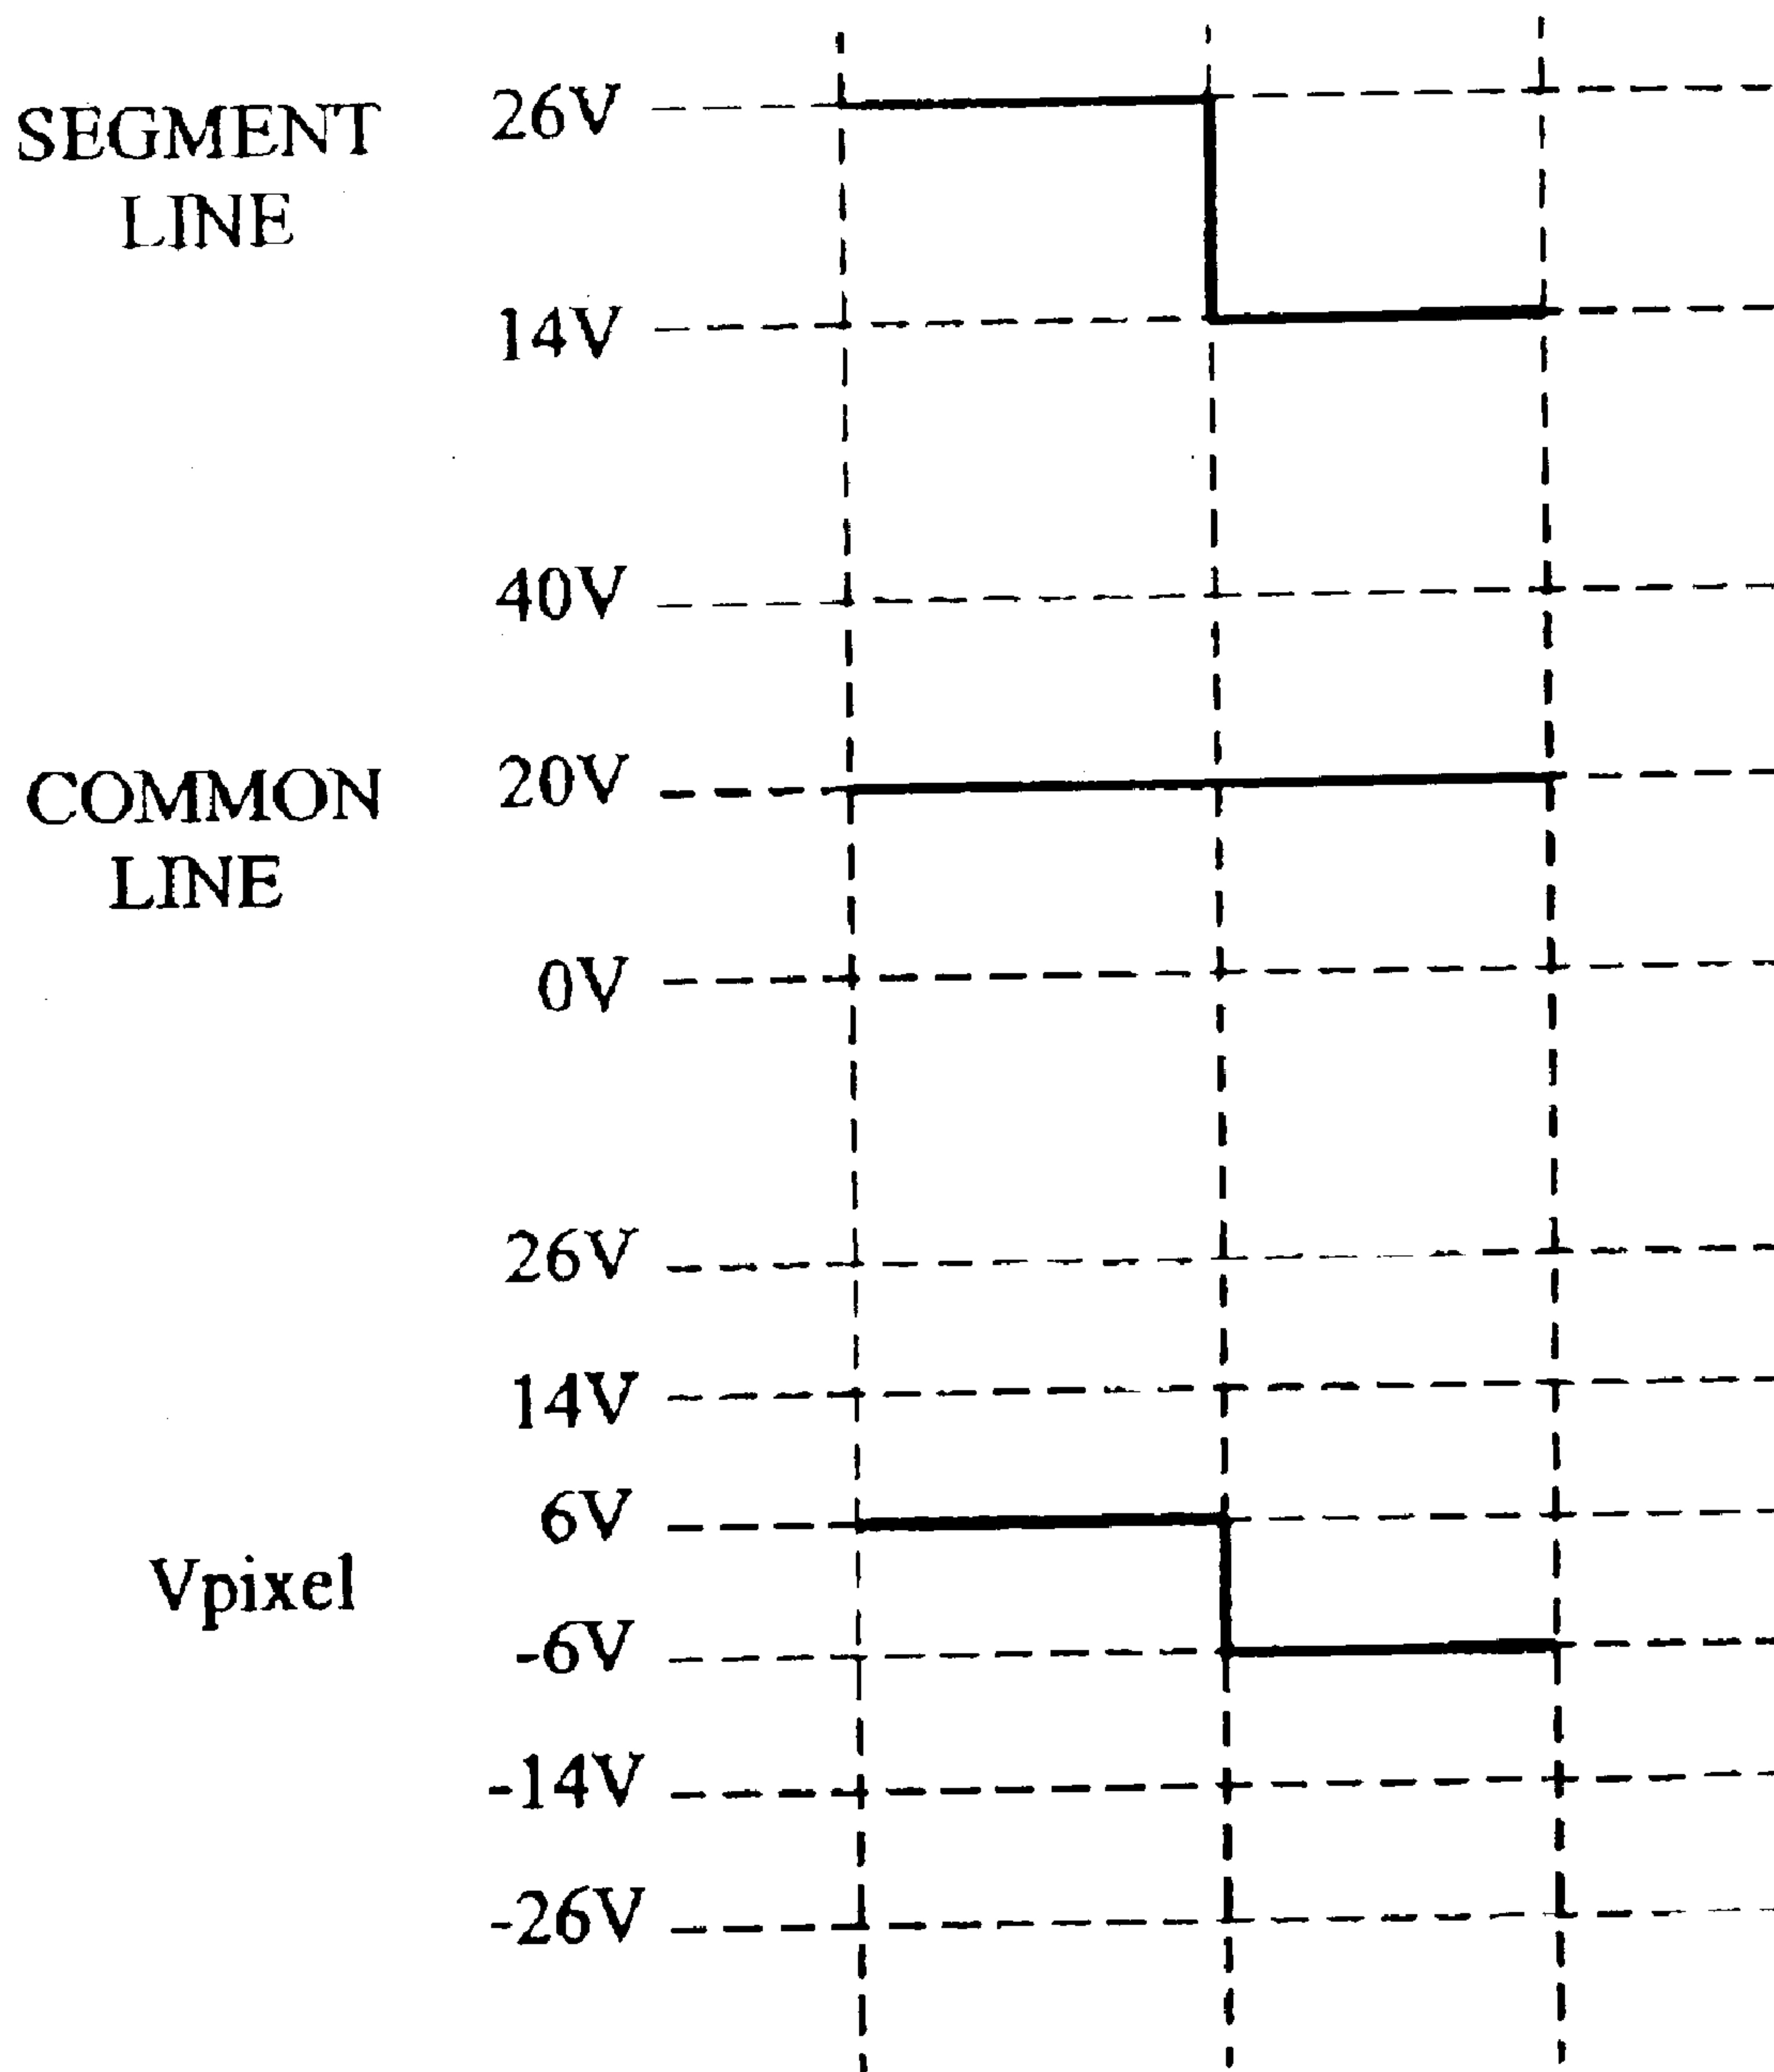 SEGMENT
LINE
26V
14V
40V
COMMON
LINE
20V
0V
26V
14V
6V
Vpixel
-6V
-14V
-26V